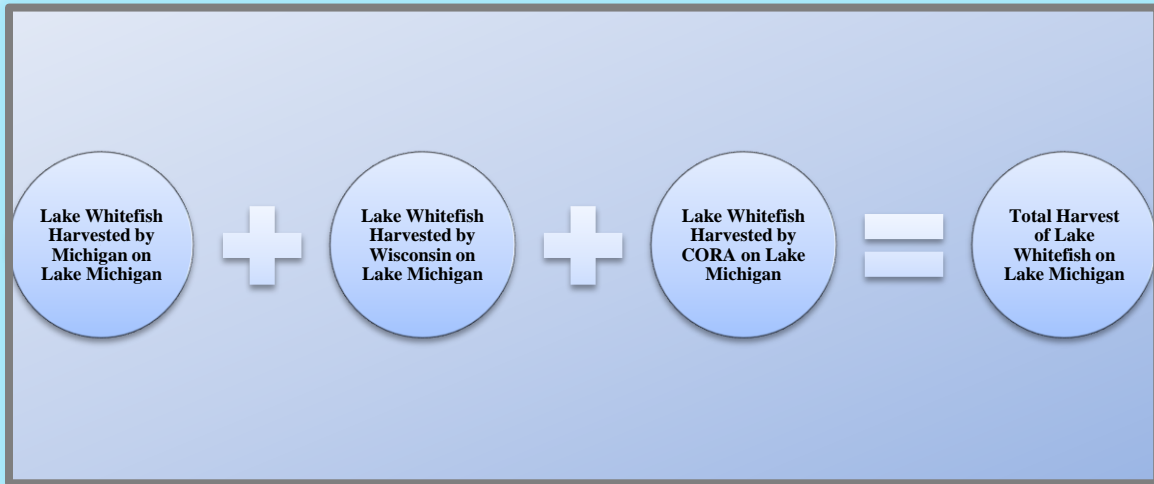 Lake Whitefish
Harvested by
Michigan on
Lake Michigan
Lake Whitefish
Harvested by
Wisconsin on
Lake Michigan
Lake Whitefish
Harvested by
CORA on Lake
Michigan
Total Harvest
of Lake
Whitefish on
Lake Michigan